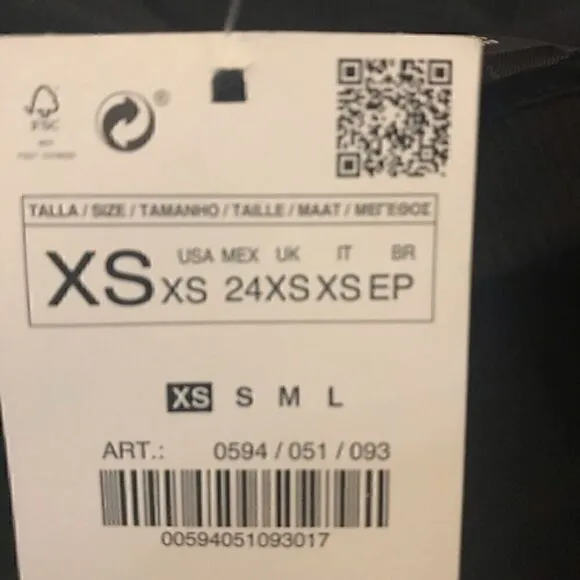 FSC
®
TALLA / SIZE / TAMANHO / TAILLE / MAAT / ΜΕΓΕΘΟΣ
USA MEX UK IT BR
XS XS 24 XS XS EP
XS S M L
ART.: 0594 / 051 / 093
00594051093017